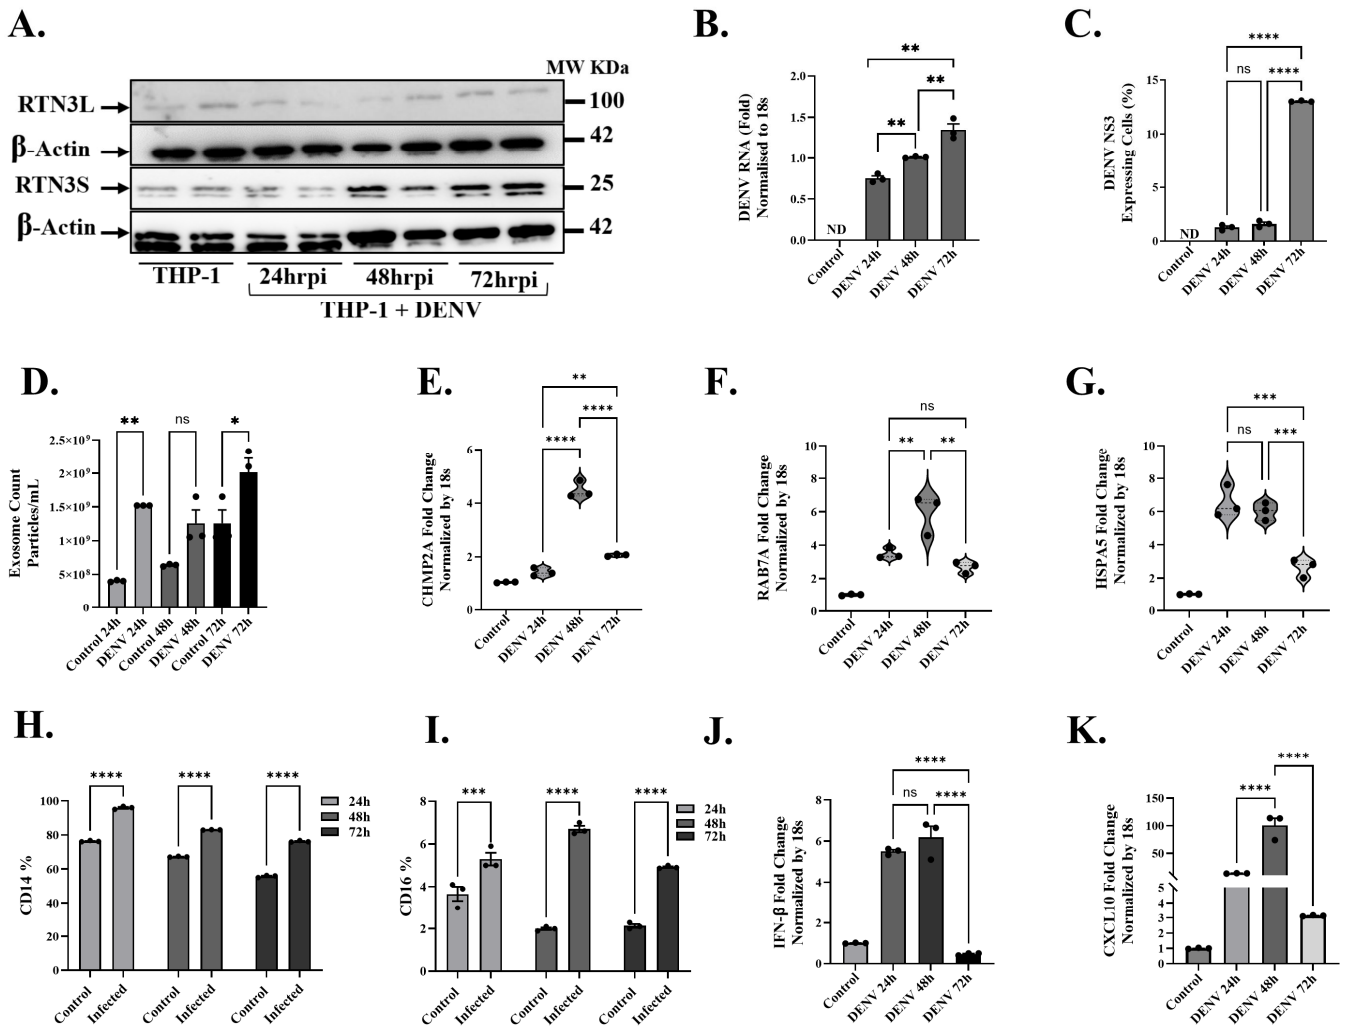 A.
MW KDa
RTN3L
100
β-Actin
42
RTN3S
25
β-Actin
42
THP-1 24hrpi 48hrpi 72hrpi
THP-1 + DENV
B.
DENV RNA (Fold)
Normalised to 18s
2.0
1.5
1.0
0.5
0.0
ND
**
**
**
Control
DENV 24h
DENV 48h
DENV 72h
C.
DENV NS3
Expressing Cells (%)
15
10
5
0
ND
****
ns
****
Control
DENV 24h
DENV 48h
DENV 72h
D.
Exosome Count
Particles/mL
2.5×10⁹
2×10⁹
1.5×10⁹
1×10⁹
5×10⁸
0
**
ns
*
Control 24h
DENV 24h
Control 48h
DENV 48h
Control 72h
DENV 72h
E.
CHMP2A Fold Change
Normalized by 18s
6
4
2
0
**
****
****
Control
DENV 24h
DENV 48h
DENV 72h
F.
RAB7A Fold Change
Normalized by 18s
10
8
6
4
2
0
ns
**
**
Control
DENV 24h
DENV 48h
DENV 72h
G.
HSPA5 Fold Change
Normalized by 18s
10
8
6
4
2
0
***
ns
***
Control
DENV 24h
DENV 48h
DENV 72h
H.
CD14 %
100
80
60
40
20
0
****
****
****
24h
48h
72h
Control
Infected
Control
Infected
Control
Infected
I.
CD16 %
8
6
4
2
0
***
****
****
24h
48h
72h
Control
Infected
Control
Infected
Control
Infected
J.
IFN-β Fold Change
Normalized by 18s
8
6
4
2
0
****
ns
****
Control
DENV 24h
DENV 48h
DENV 72h
K.
CXCL10 Fold Change
Normalized by 18s
150
100
50
5
4
3
2
1
0
****
****
Control
DENV 24h
DENV 48h
DENV 72h